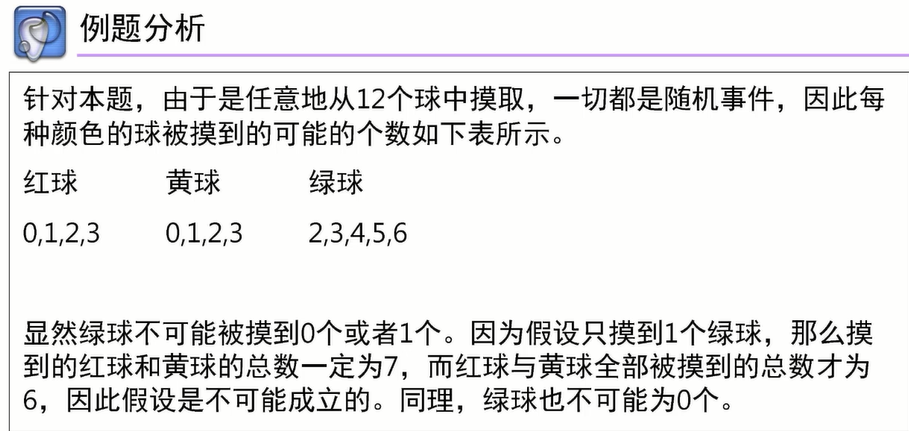 例题分析
针对本题，由于是任意地从12个球中摸取，一切都是随机事件，因此每
种颜色的球被摸到的可能的个数如下表所示。
红球 黄球 绿球
0,1,2,3 0,1,2,3 2,3,4,5,6
显然绿球不可能被摸到0个或者1个。因为假设只摸到1个绿球，那么摸
到的红球和黄球的总数一定为7，而红球与黄球全部被摸到的总数才为
6，因此假设是不可能成立的。同理，绿球也不可能为0个。